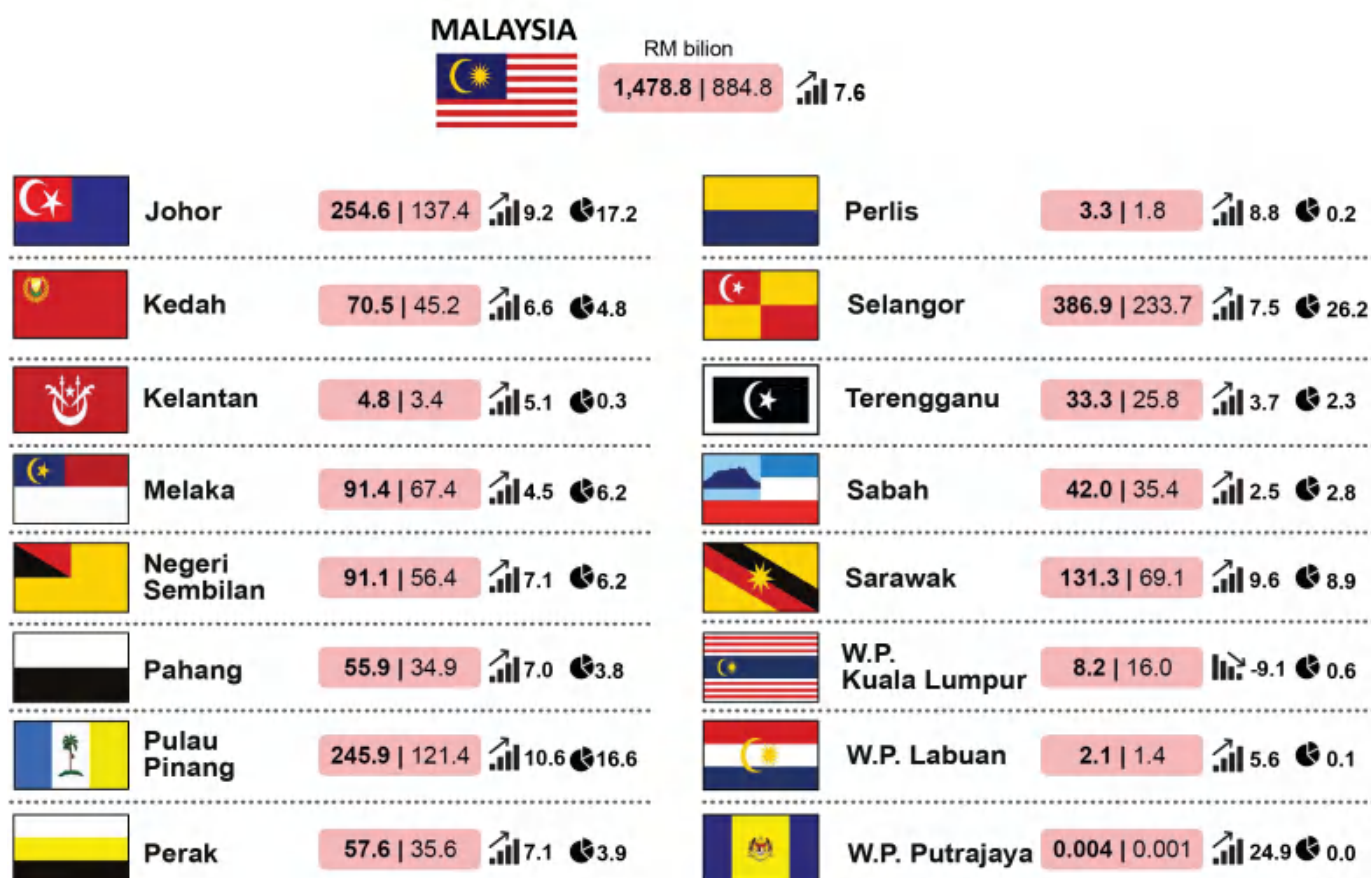 MALAYSIA
RM bilion
1,478.8 | 884.8 7.6
Johor 254.6 | 137.4 9.2 17.2
Kedah 70.5 | 45.2 6.6 4.8
Kelantan 4.8 | 3.4 5.1 0.3
Melaka 91.4 | 67.4 4.5 6.2
Negeri
Sembilan 91.1 | 56.4 7.1 6.2
Pahang 55.9 | 34.9 7.0 3.8
Pulau
Pinang 245.9 | 121.4 10.6 16.6
Perak 57.6 | 35.6 7.1 3.9
Perlis 3.3 | 1.8 8.8 0.2
Selangor 386.9 | 233.7 7.5 26.2
Terengganu 33.3 | 25.8 3.7 2.3
Sabah 42.0 | 35.4 2.5 2.8
Sarawak 131.3 | 69.1 9.6 8.9
W.P.
Kuala Lumpur 8.2 | 16.0 -9.1 0.6
W.P. Labuan 2.1 | 1.4 5.6 0.1
W.P. Putrajaya 0.004 | 0.001 24.9 0.0